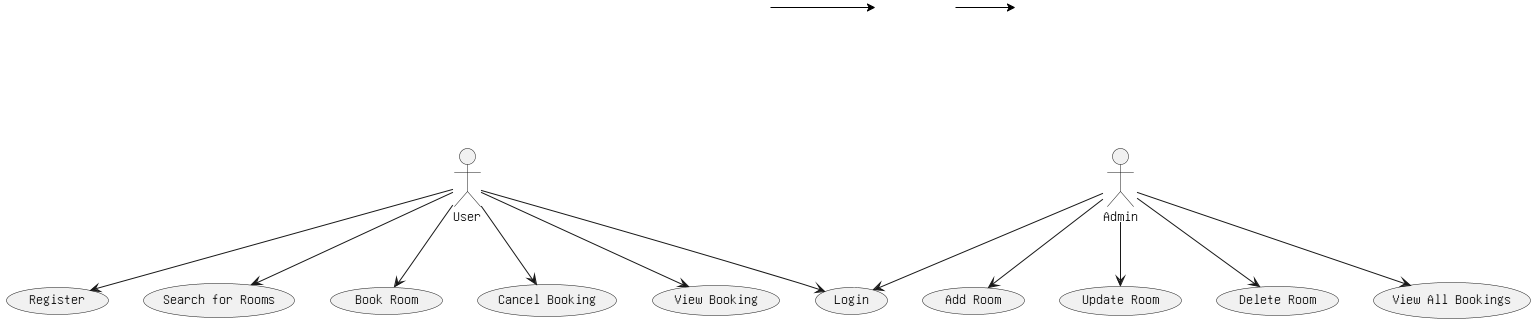 User
Admin
Register
Search for Rooms
Book Room
Cancel Booking
View Booking
Login
Add Room
Update Room
Delete Room
View All Bookings